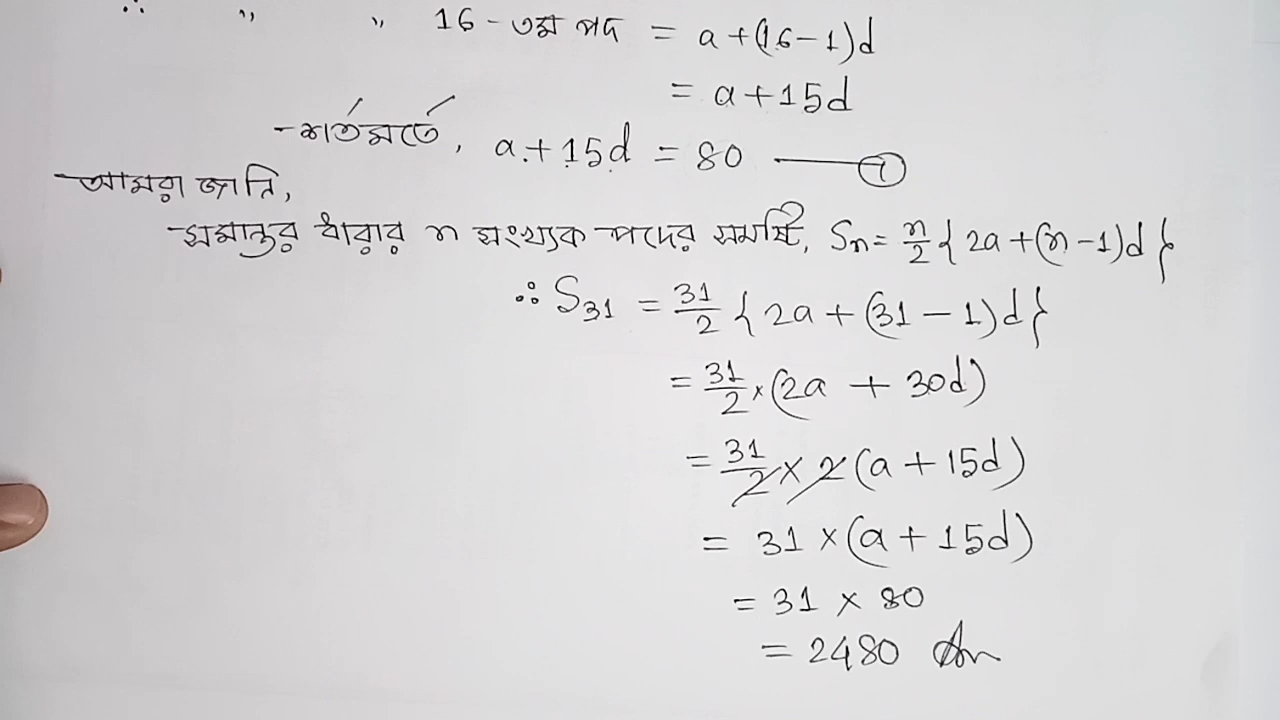 ∴ " " 16-তম পদ = a+(16-1)d
= a+15d
শর্তমতে, a+15d = 80 —— ①
আমরা জানি,
সমান্তর ধারার n সংখ্যক পদের সমষ্টি, Sₙ = n/2 {2a+(n-1)d}
∴ S₃₁ = 31/2 {2a+(31-1)d}
= 31/2 × (2a + 30d)
= 31/2 × 2(a+15d)
= 31 × (a+15d)
= 31 × 80
= 2480 Ans